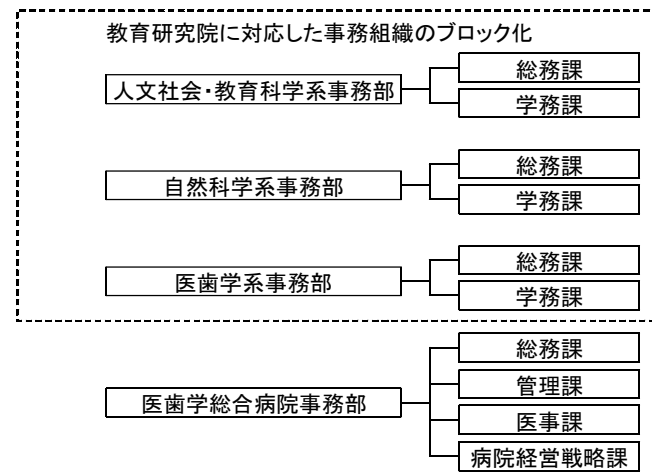 教育研究院に対応した事務組織のブロック化
人文社会・教育科学系事務部
総務課
学務課
自然科学系事務部
総務課
学務課
医歯学系事務部
総務課
学務課
医歯学総合病院事務部
総務課
管理課
医事課
病院経営戦略課